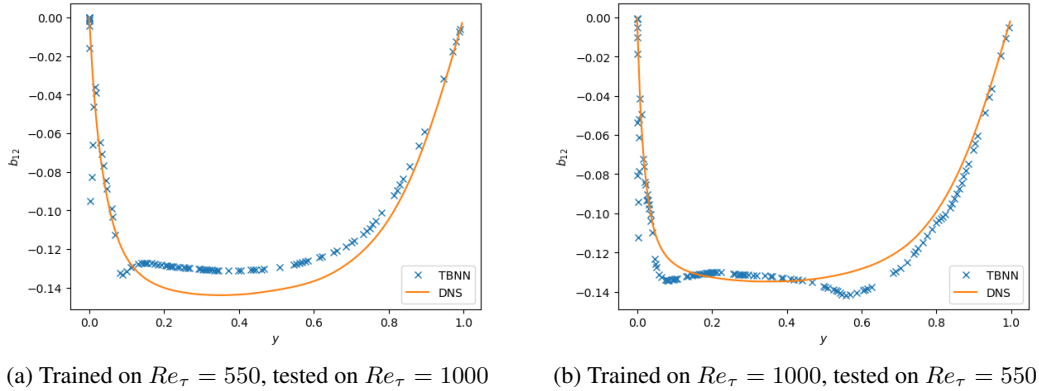 0.00
−0.02
−0.04
−0.06
−0.08
−0.10
−0.12
−0.14
b12
0.0 0.2 0.4 0.6 0.8 1.0
y
TBNN
DNS
0.00
−0.02
−0.04
−0.06
−0.08
−0.10
−0.12
−0.14
b12
0.0 0.2 0.4 0.6 0.8 1.0
y
TBNN
DNS
(a) Trained on Reτ = 550, tested on Reτ = 1000
(b) Trained on Reτ = 1000, tested on Reτ = 550